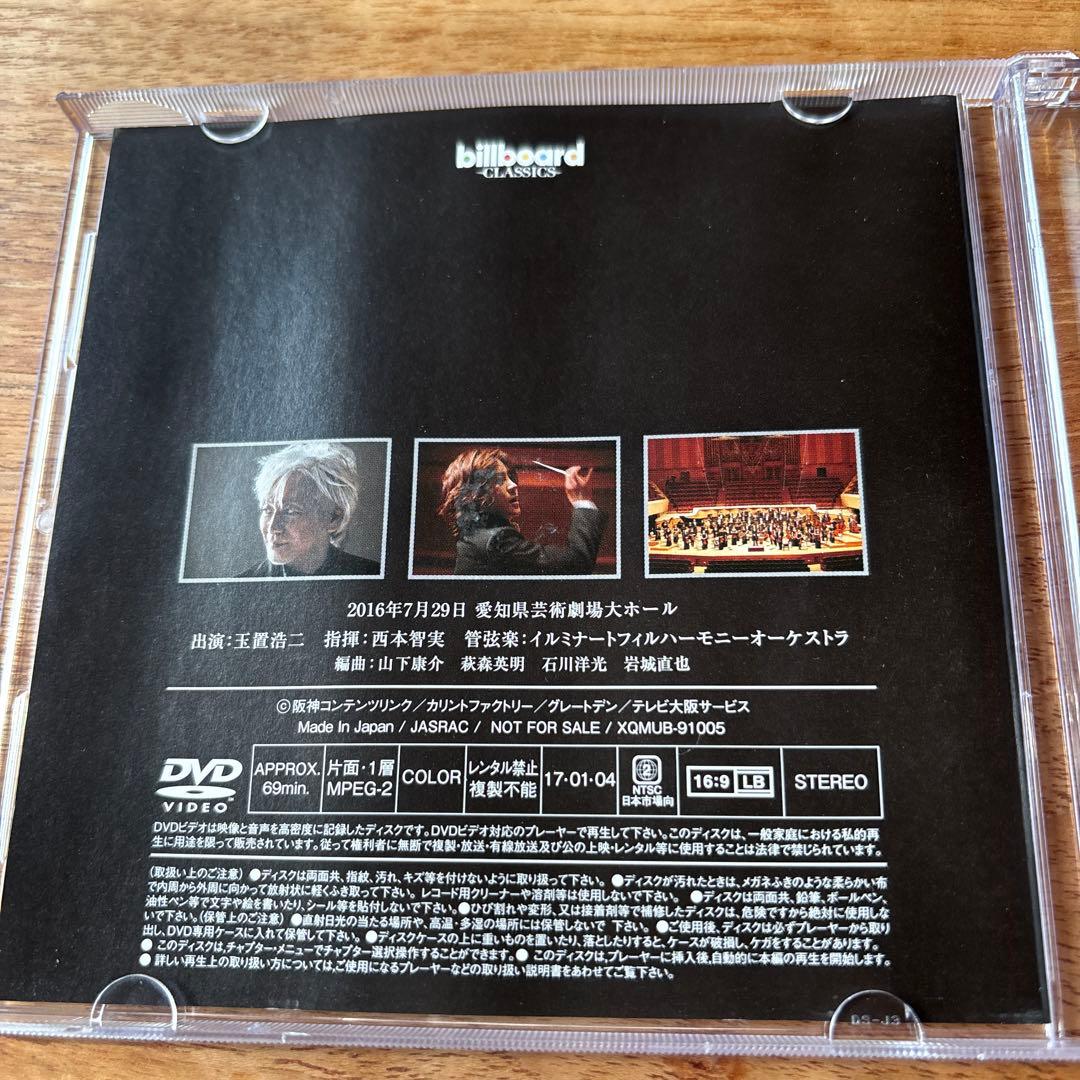 billboard
CLASSICS
2016年7月29日 愛知県芸術劇場大ホール
出演:玉置浩二 指揮:西本智実 管弦楽:イルミナートフィルハーモニーオーケストラ
編曲:山下康介 萩森英明 石川洋光 岩城直也
©阪神コンテンツリンク／カリントファクトリー／グレートデン／テレビ大阪サービス
Made In Japan / JASRAC / NOT FOR SALE / XQMUB-91005
DVD VIDEO
APPROX. 69min.
片面・1層 MPEG-2
COLOR
レンタル禁止 複製不能
17・01・04
2 NTSC 日本市場向
16:9 LB
STEREO
DVDビデオは映像と音声を高密度に記録したディスクです。DVDビデオ対応のプレーヤーで再生して下さい。このディスクは、一般家庭における私的再
生に用途を限って販売されています。従って権利者に無断で複製・放送・有線放送及び公の上映・レンタル等に使用することは法律で禁じられています。
〈取扱い上のご注意〉 ●ディスクは両面共、指紋、汚れ、キズ等を付けないように取り扱って下さい。 ●ディスクが汚れたときは、メガネふきのような柔らかい布
で内周から外周に向かって放射状に軽くふき取って下さい。 レコード用クリーナーや溶剤等は使用しないで下さい。 ●ディスクは両面共、鉛筆、ボールペン、
油性ペン等で文字や絵を書いたり、シール等を貼付しないで下さい。●ひび割れや変形、又は接着剤等で補修したディスクは、危険ですから絶対に使用しな
いで下さい。〈保管上のご注意〉 ●直射日光の当たる場所や、高温・多湿の場所には保管しないで 下さい。 ●ご使用後、ディスクは必ずプレーヤーから取り
出し、DVD専用ケースに入れて保管して下さい。 ●ディスクケースの上に重いものを置いたり、落としたりすると、ケースが破損し、ケガをすることがあります。
● このディスクは、チャプター・メニューでチャプター選択操作することができます。● このディスクは、プレーヤーに挿入後、自動的に本編の再生を開始します。
● 詳しい再生上の取り扱い方については、ご使用になるプレーヤーなどの取り扱い説明書をあわせてご覧下さい。
DS-J3